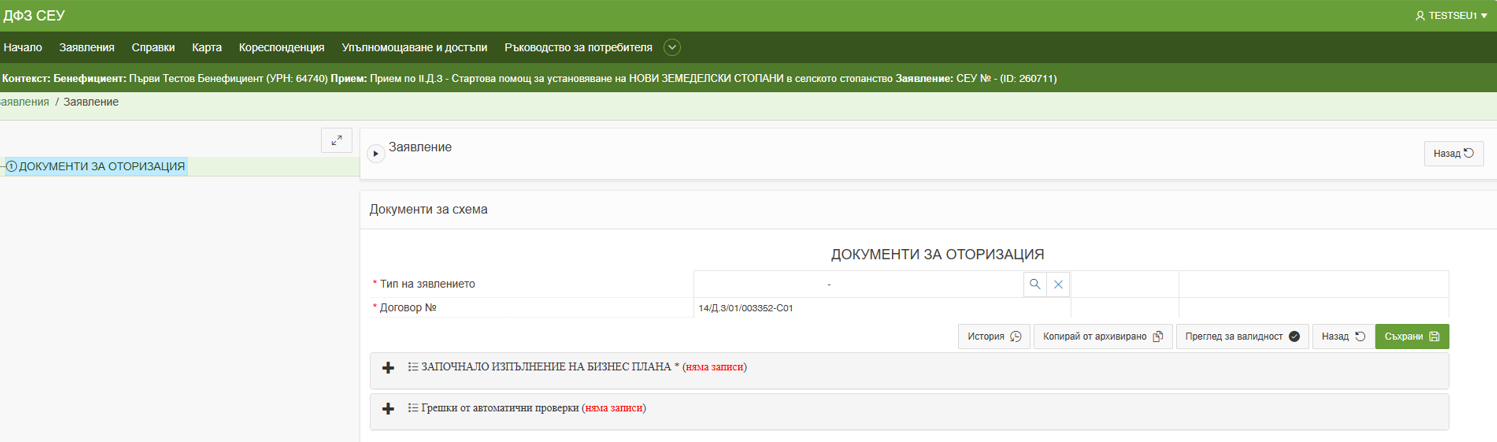 ДФЗ СЕУ
TESTSEU1
Начало Заявления Справки Карта Кореспонденция Упълномощаване и достъпи Ръководство за потребителя
Контекст: Бенефициент: Първи Тестов Бенефициент (УРН: 64740) Прием: Прием по II.Д.3 - Стартова помощ за установяване на НОВИ ЗЕМЕДЕЛСКИ СТОПАНИ в селското стопанство Заявление: СЕУ № - (ID: 260711)
аявления / Заявление
1 ДОКУМЕНТИ ЗА ОТОРИЗАЦИЯ
Заявление
Назад
Документи за схема
ДОКУМЕНТИ ЗА ОТОРИЗАЦИЯ
* Тип на зявлението -
* Договор № 14/Д.3/01/003352-C01
История Копирай от архивирано Преглед за валидност Назад Съхрани
ЗАПОЧНАЛО ИЗПЪЛНЕНИЕ НА БИЗНЕС ПЛАНА * (няма записи)
Грешки от автоматични проверки (няма записи)